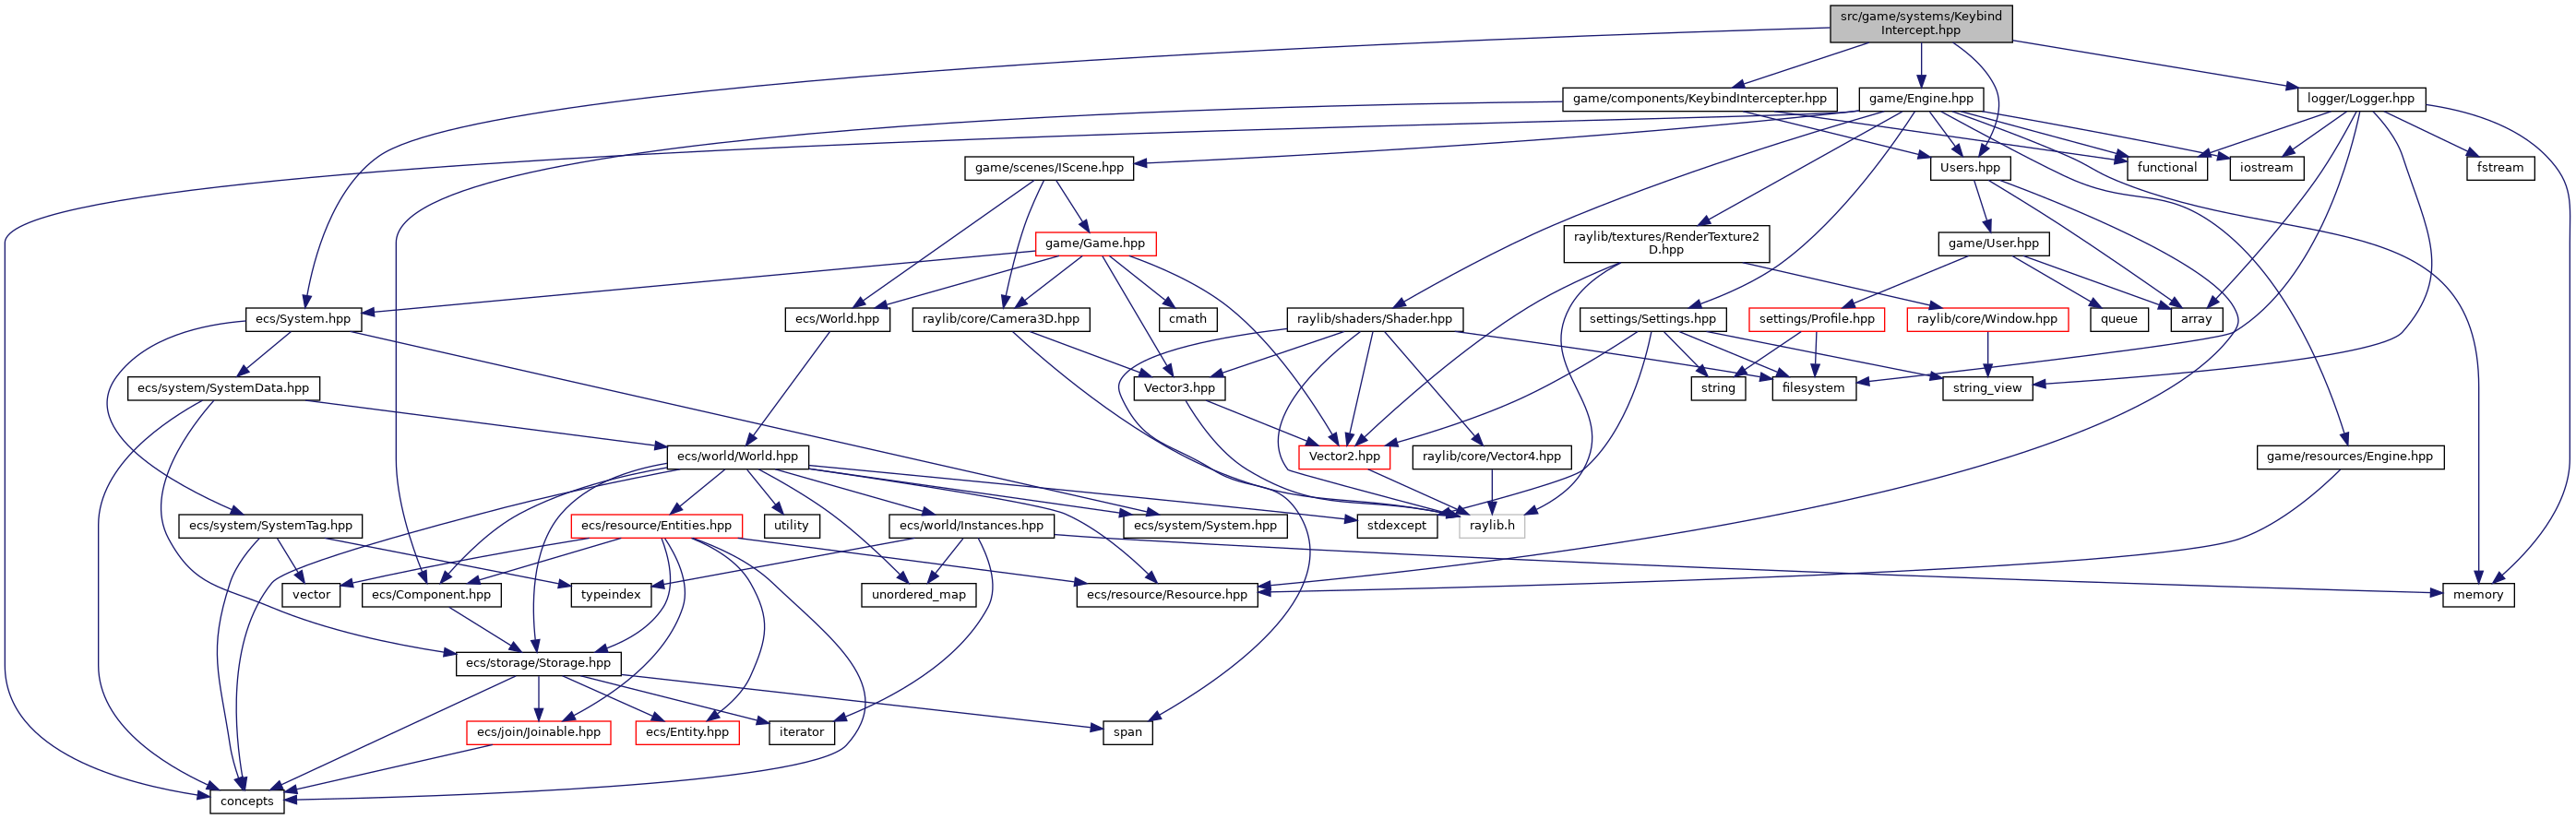 src/game/systems/Keybind
Intercept.hpp
game/components/KeybindIntercepter.hpp
game/Engine.hpp
logger/Logger.hpp
game/scenes/IScene.hpp
Users.hpp
functional
iostream
fstream
game/Game.hpp
raylib/textures/RenderTexture2
D.hpp
game/User.hpp
ecs/System.hpp
ecs/World.hpp
raylib/core/Camera3D.hpp
cmath
raylib/shaders/Shader.hpp
settings/Settings.hpp
settings/Profile.hpp
raylib/core/Window.hpp
queue
array
ecs/system/SystemData.hpp
Vector3.hpp
string
filesystem
string_view
ecs/world/World.hpp
Vector2.hpp
raylib/core/Vector4.hpp
game/resources/Engine.hpp
ecs/system/SystemTag.hpp
ecs/resource/Entities.hpp
utility
ecs/world/Instances.hpp
ecs/system/System.hpp
stdexcept
raylib.h
vector
ecs/Component.hpp
typeindex
unordered_map
ecs/resource/Resource.hpp
memory
ecs/storage/Storage.hpp
ecs/join/Joinable.hpp
ecs/Entity.hpp
iterator
span
concepts